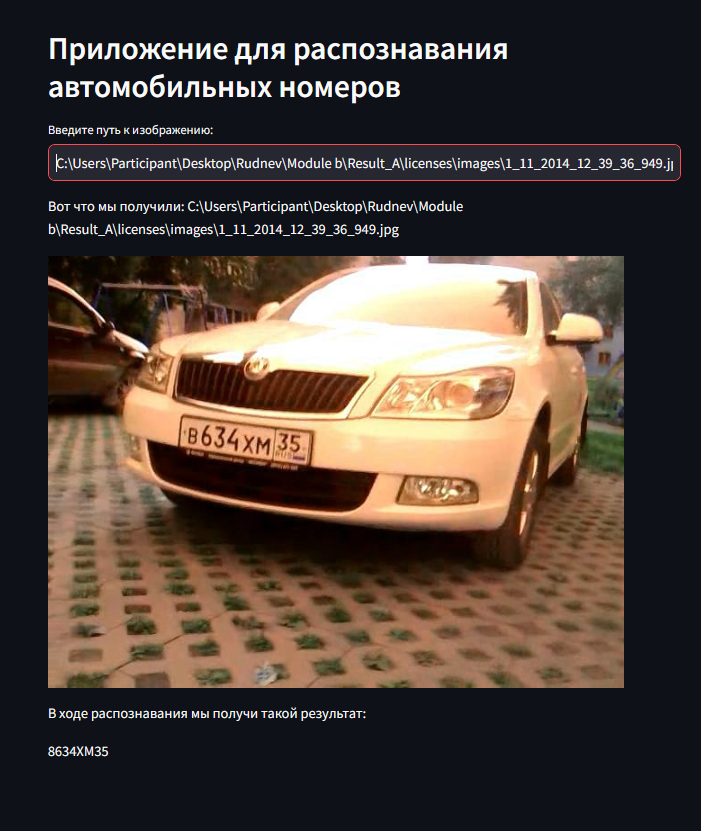 Приложение для распознавания
автомобильных номеров
Введите путь к изображению:
C:\Users\Participant\Desktop\Rudnev\Module b\Result_A\licenses\images\1_11_2014_12_39_36_949.j
Вот что мы получили: C:\Users\Participant\Desktop\Rudnev\Module
b\Result_A\licenses\images\1_11_2014_12_39_36_949.jpg
В634ХМ 35
RUS
В ходе распознавания мы получи такой результат:
8634XM35